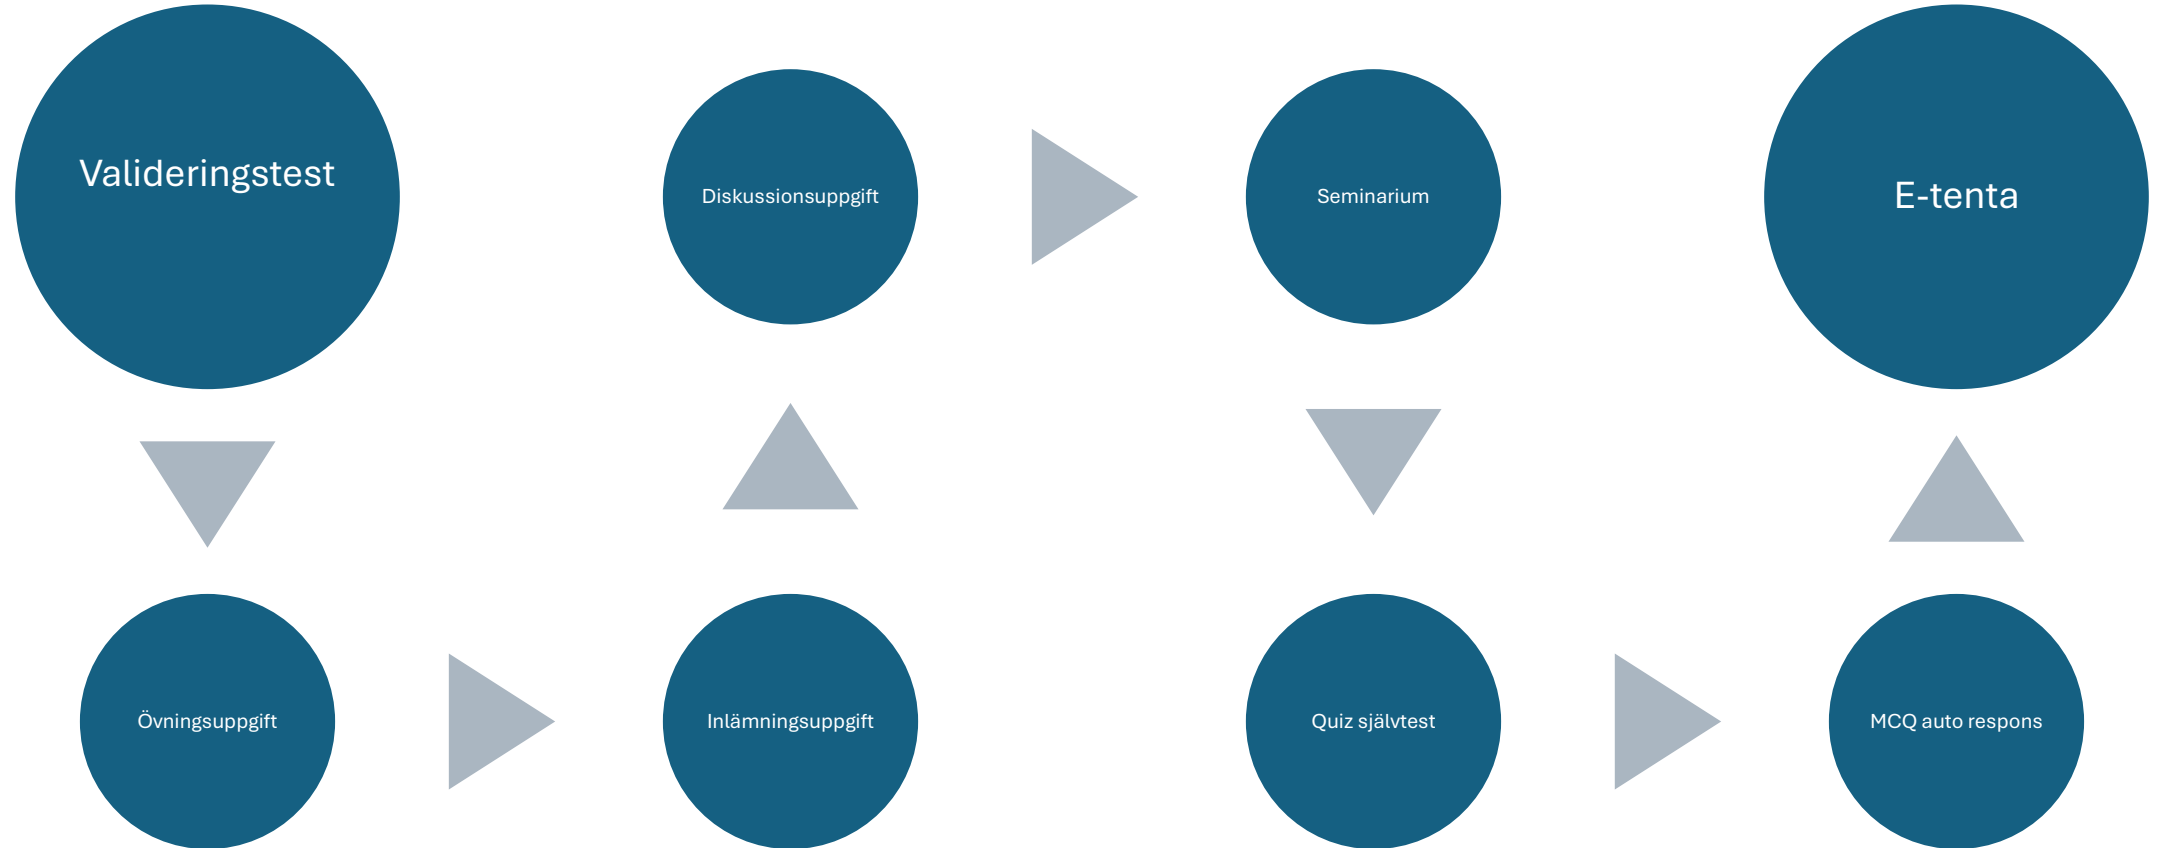 Valideringstest
Övningsuppgift
Inlämningsuppgift
Diskussionsuppgift
Seminarium
Quiz självtest
MCQ auto respons
E-tenta